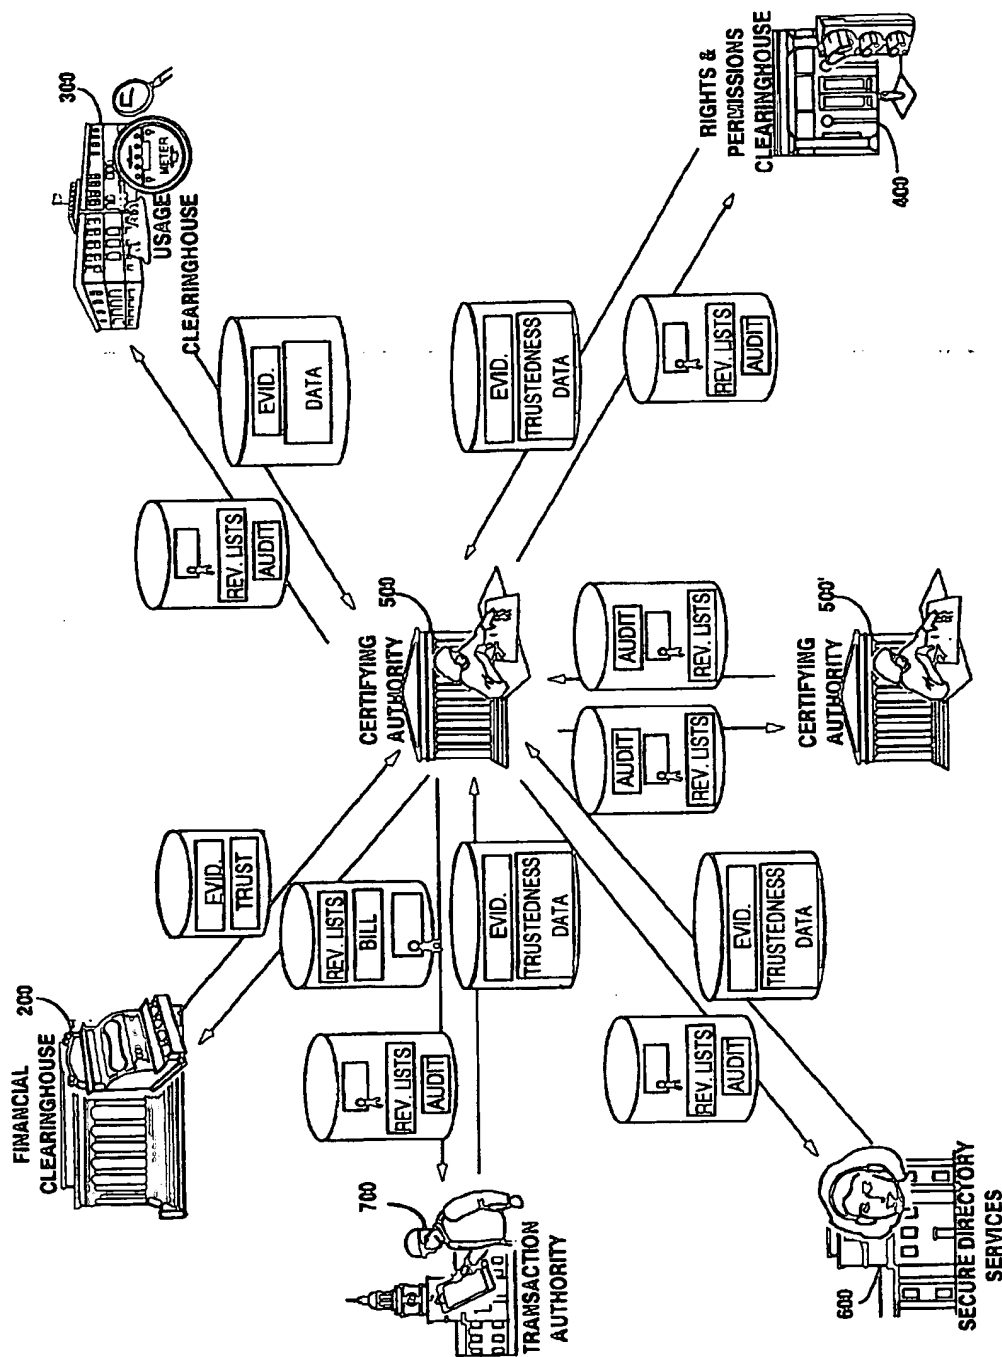 FINANCIAL
CLEARINGHOUSE
200
EVID.
TRUST
REV. LISTS
BILL
REV. LISTS
AUDIT
700
TRANSACTION
AUTHORITY
EVID.
TRUSTEDNESS
DATA
REV. LISTS
AUDIT
EVID.
TRUSTEDNESS
DATA
600
SECURE DIRECTORY
SERVICES
CERTIFYING
AUTHORITY
500
AUDIT
REV. LISTS
AUDIT
REV. LISTS
CERTIFYING
AUTHORITY
500'
REV. LISTS
AUDIT
EVID.
DATA
300
METER
USAGE
CLEARINGHOUSE
EVID.
TRUSTEDNESS
DATA
REV. LISTS
AUDIT
RIGHTS &
PERMISSIONS
CLEARINGHOUSE
400